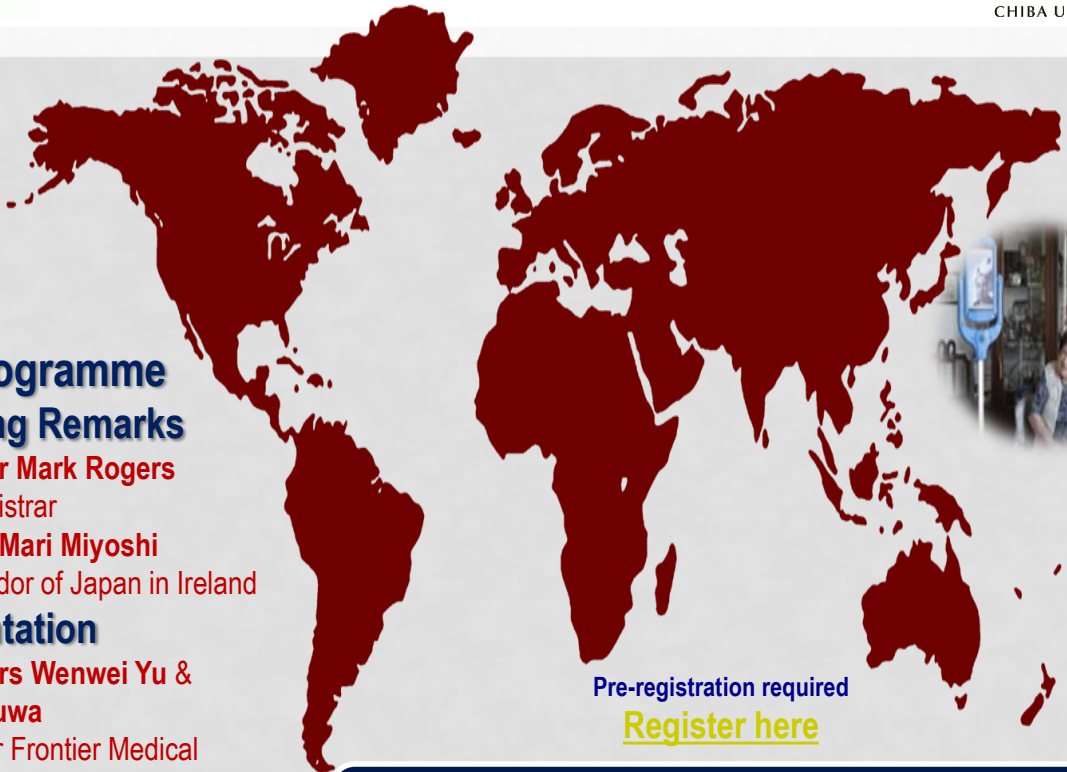 CHIBA U
ogramme
ng Remarks
r Mark Rogers
istrar
Mari Miyoshi
dor of Japan in Ireland
tation
rs Wenwei Yu &
uwa
r Frontier Medical
Pre-registration required
Register here